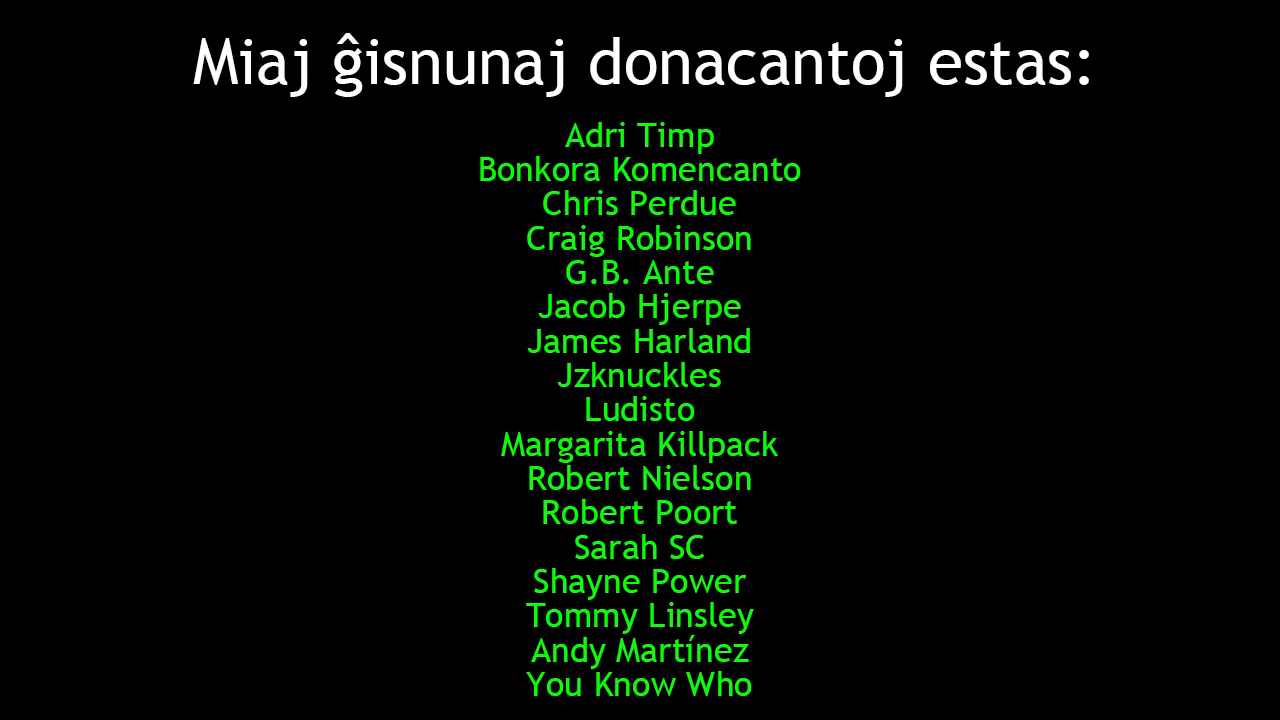 Miaj ĝisnunaj donacantoj estas:
Adri Timp
Bonkora Komencanto
Chris Perdue
Craig Robinson
G.B. Ante
Jacob Hjerpe
James Harland
Jzknuckles
Ludisto
Margarita Killpack
Robert Nielson
Robert Poort
Sarah SC
Shayne Power
Tommy Linsley
Andy Martínez
You Know Who